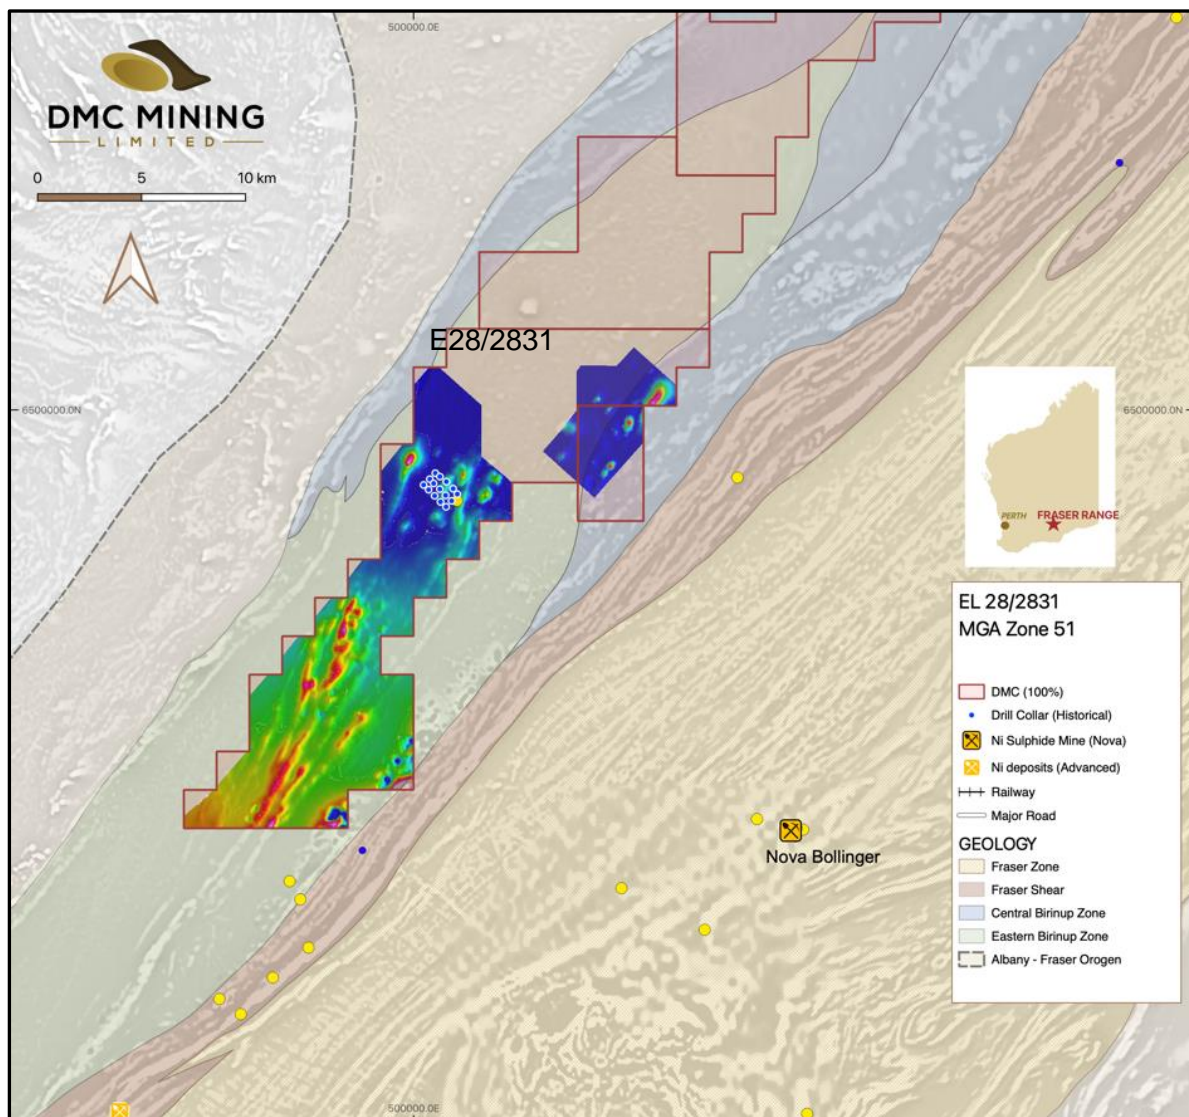 500000.0E
DMC MINING
LIMITED
0 5 10 km
E28/2831
6500000.0N
6500000.0N
PERTH
FRASER RANGE
EL 28/2831
MGA Zone 51
DMC (100%)
Drill Collar (Historical)
Ni Sulphide Mine (Nova)
Ni deposits (Advanced)
Railway
Major Road
GEOLOGY
Fraser Zone
Fraser Shear
Central Birinup Zone
Eastern Birinup Zone
Albany - Fraser Orogen
Nova Bollinger
500000.0E